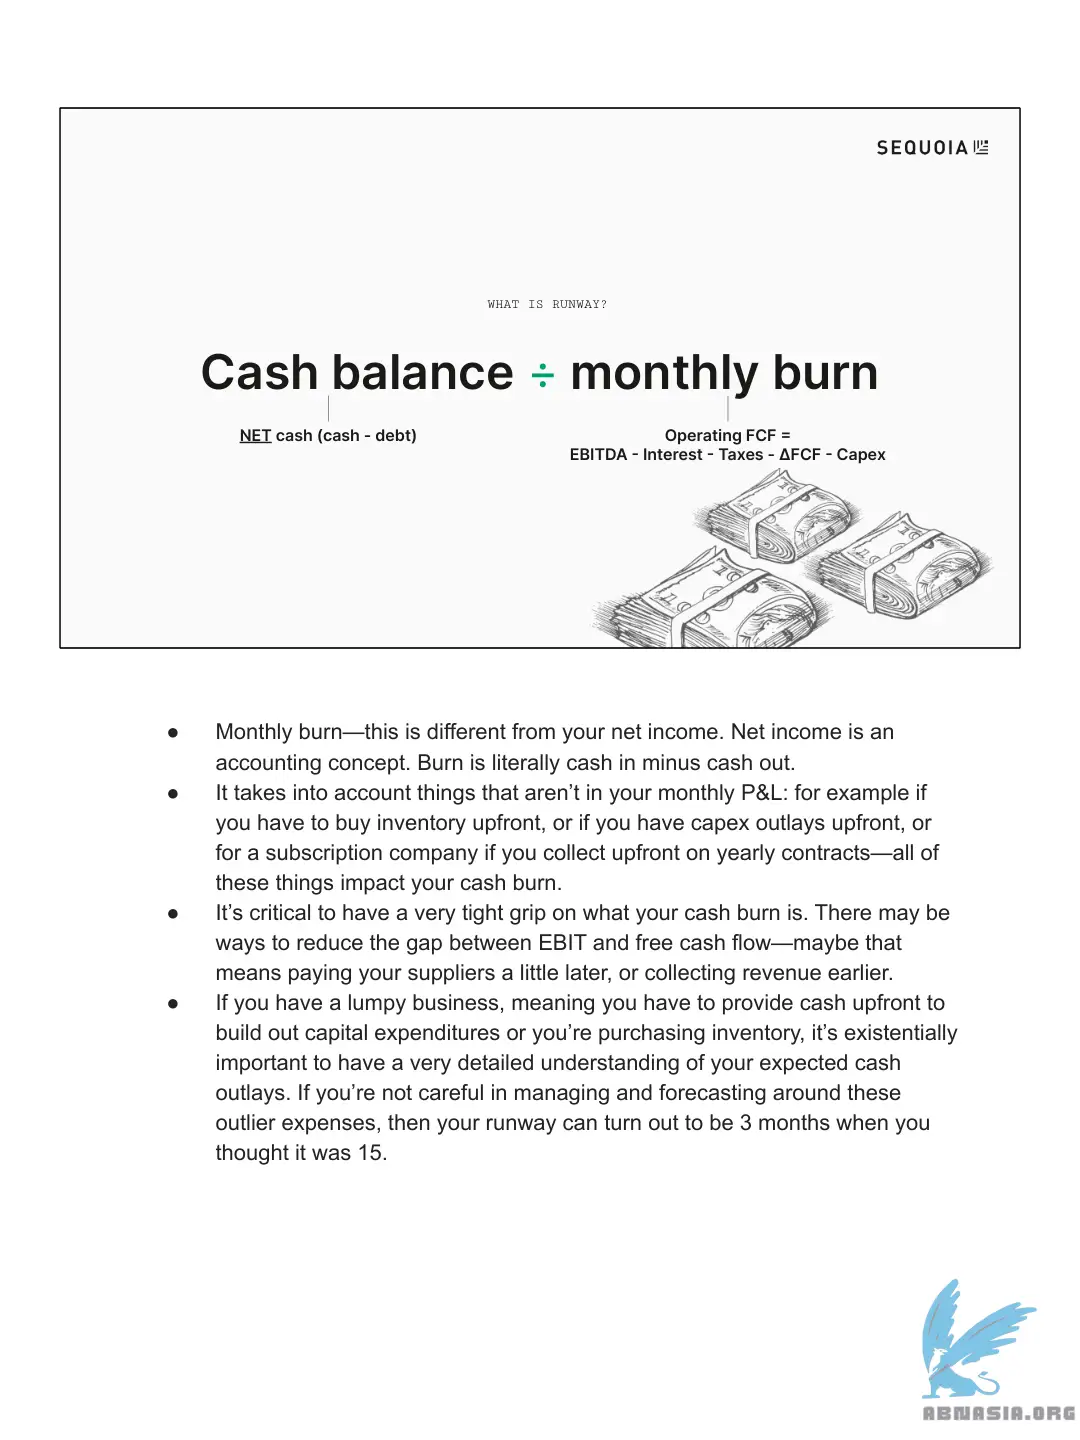 SEQUOIA
WHAT IS RUNWAY?
Cash balance ÷ monthly burn
NET cash (cash - debt)
Operating FCF =
EBITDA - Interest - Taxes - ΔFCF - Capex
● Monthly burn—this is different from your net income. Net income is an
accounting concept. Burn is literally cash in minus cash out.
● It takes into account things that aren’t in your monthly P&L: for example if
you have to buy inventory upfront, or if you have capex outlays upfront, or
for a subscription company if you collect upfront on yearly contracts—all of
these things impact your cash burn.
● It’s critical to have a very tight grip on what your cash burn is. There may be
ways to reduce the gap between EBIT and free cash flow—maybe that
means paying your suppliers a little later, or collecting revenue earlier.
● If you have a lumpy business, meaning you have to provide cash upfront to
build out capital expenditures or you’re purchasing inventory, it’s existentially
important to have a very detailed understanding of your expected cash
outlays. If you’re not careful in managing and forecasting around these
outlier expenses, then your runway can turn out to be 3 months when you
thought it was 15.
ABNASIA.ORG